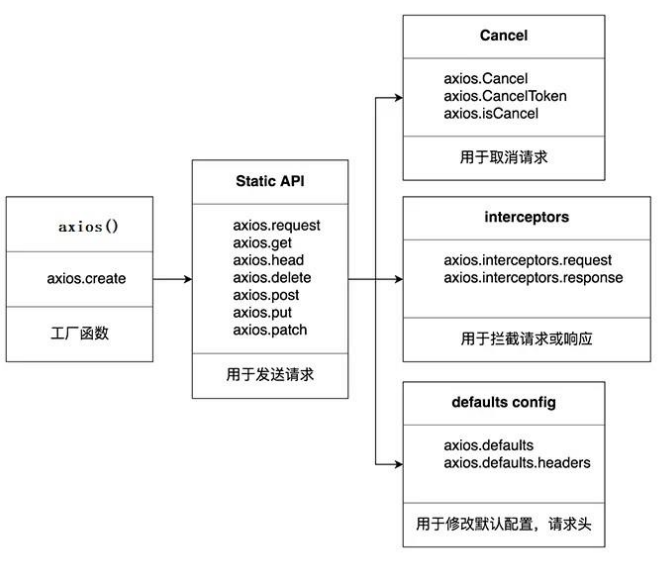 axios()
axios.create
工厂函数
Static API
axios.request
axios.get
axios.head
axios.delete
axios.post
axios.put
axios.patch
用于发送请求
Cancel
axios.Cancel
axios.CancelToken
axios.isCancel
用于取消请求
interceptors
axios.interceptors.request
axios.interceptors.response
用于拦截请求或响应
defaults config
axios.defaults
axios.defaults.headers
用于修改默认配置，请求头